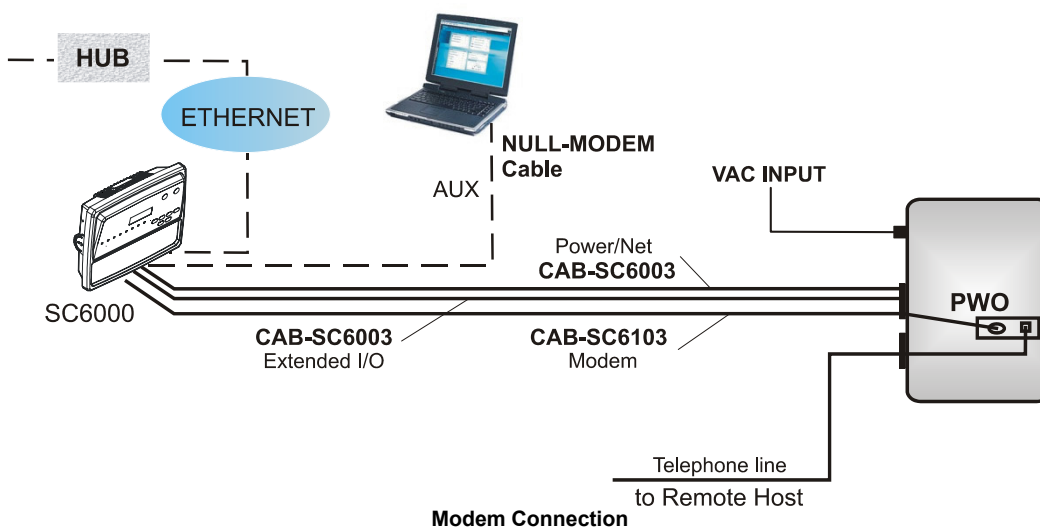 HUB
ETHERNET
NULL-MODEM
Cable
AUX
VAC INPUT
Power/Net
CAB-SC6003
SC6000
PWO
CAB-SC6003
Extended I/O
CAB-SC6103
Modem
Telephone line
to Remote Host
Modem Connection